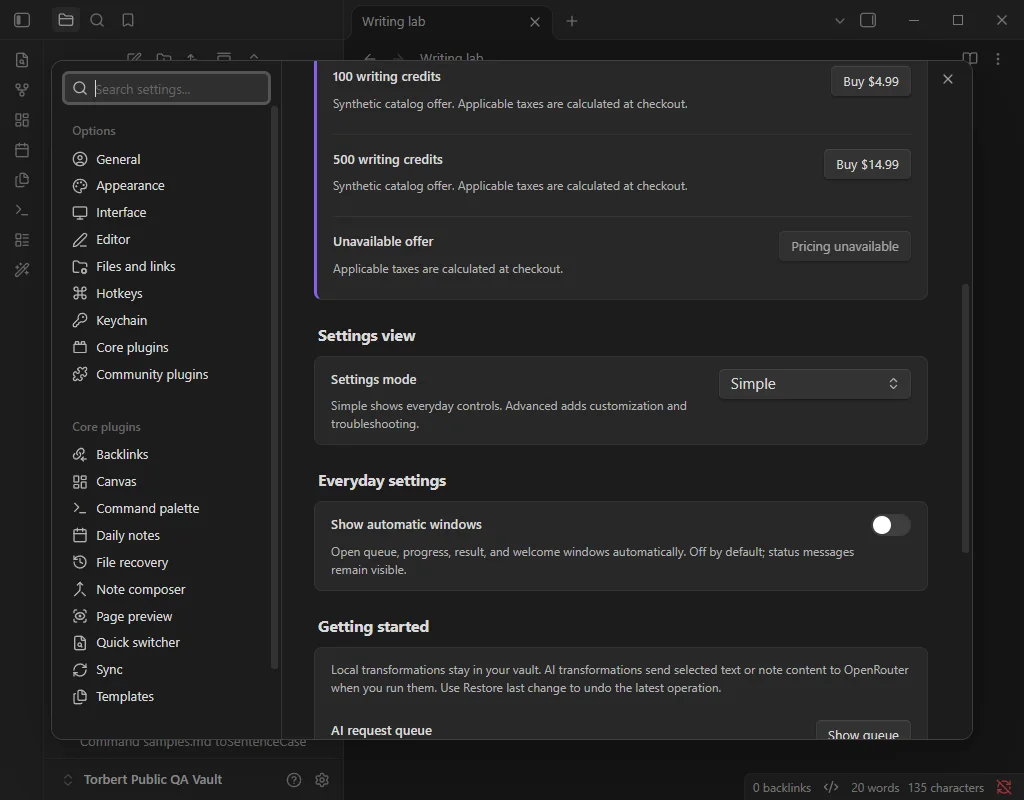 Writing lab
Writing lab
Search settings...
Options
General
Appearance
Interface
Editor
Files and links
Hotkeys
Keychain
Core plugins
Community plugins
Core plugins
Backlinks
Canvas
Command palette
Daily notes
File recovery
Note composer
Page preview
Quick switcher
Sync
Templates
100 writing credits
Buy $4.99
Synthetic catalog offer. Applicable taxes are calculated at checkout.
500 writing credits
Buy $14.99
Synthetic catalog offer. Applicable taxes are calculated at checkout.
Unavailable offer
Pricing unavailable
Applicable taxes are calculated at checkout.
Settings view
Settings mode
Simple
Simple shows everyday controls. Advanced adds customization and
troubleshooting.
Everyday settings
Show automatic windows
Open queue, progress, result, and welcome windows automatically. Off by default; status messages
remain visible.
Getting started
Local transformations stay in your vault. AI transformations send selected text or note content to OpenRouter
when you run them. Use Restore last change to undo the latest operation.
AI request queue
Show queue
Command samples.md toSentenceCase
Torbert Public QA Vault
0 backlinks
20 words
135 characters